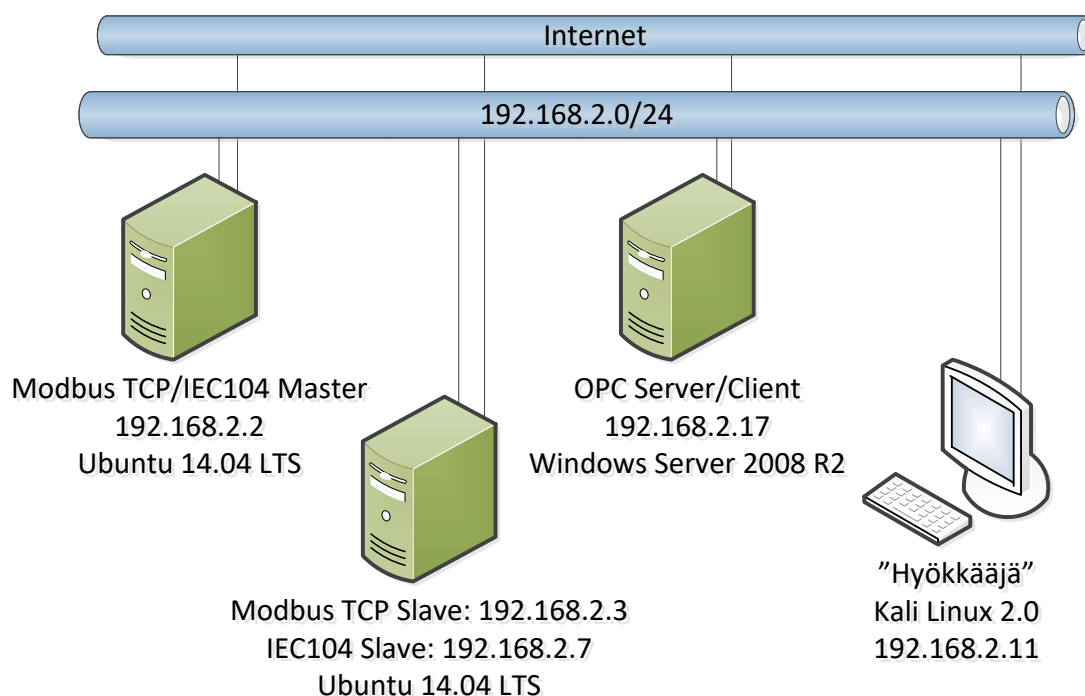 Internet
192.168.2.0/24
Modbus TCP/IEC104 Master
192.168.2.2
Ubuntu 14.04 LTS
Modbus TCP Slave: 192.168.2.3
IEC104 Slave: 192.168.2.7
Ubuntu 14.04 LTS
OPC Server/Client
192.168.2.17
Windows Server 2008 R2
”Hyökkääjä”
Kali Linux 2.0
192.168.2.11